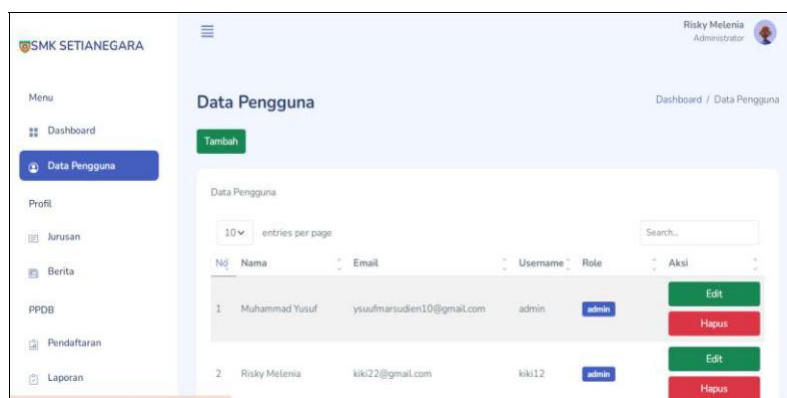 SMK SETIANEGARA
Risky Melenia
Administrator
Menu
Dashboard
Data Pengguna
Profil
Jurusan
Berita
PPDB
Pendaftaran
Laporan
Data Pengguna
Dashboard / Data Pengguna
Tambah
Data Pengguna
10 entries per page
Search...
No Nama Email Username Role Aksi
1 Muhammad Yusuf ysuufmarsudien10@gmail.com admin admin Edit
Hapus
2 Risky Melenia kiki22@gmail.com kiki12 admin Edit
Hapus